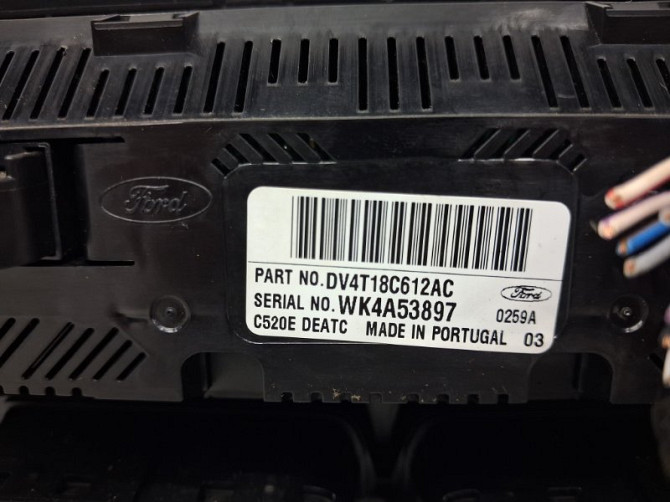 Ford
PART NO. DV4T18C612AC
Ford
SERIAL NO. WK4A53897
0259A
C520E DEATC MADE IN PORTUGAL 03